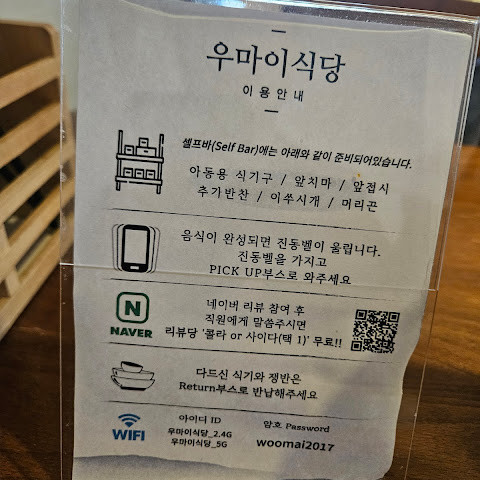 우마이식당
이용안내
셀프바(Self Bar)에는 아래와 같이 준비되어있습니다.
아동용 식기구 / 앞치마 / 앞접시
추가반찬 / 이쑤시개 / 머리끈
음식이 완성되면 진동벨이 울립니다.
진동벨을 가지고
PICK UP부스로 와주세요
N
NAVER
네이버 리뷰 참여 후
직원에게 말씀주시면
리뷰당 '콜타 or 사이다(택 1)' 무료!!
다드신 식기와 쟁반은
Return부스로 반납해주세요
WIFI
아이디 ID
우마이식당_2.4G
우마이식당_5G
암호 Password
woomai2017